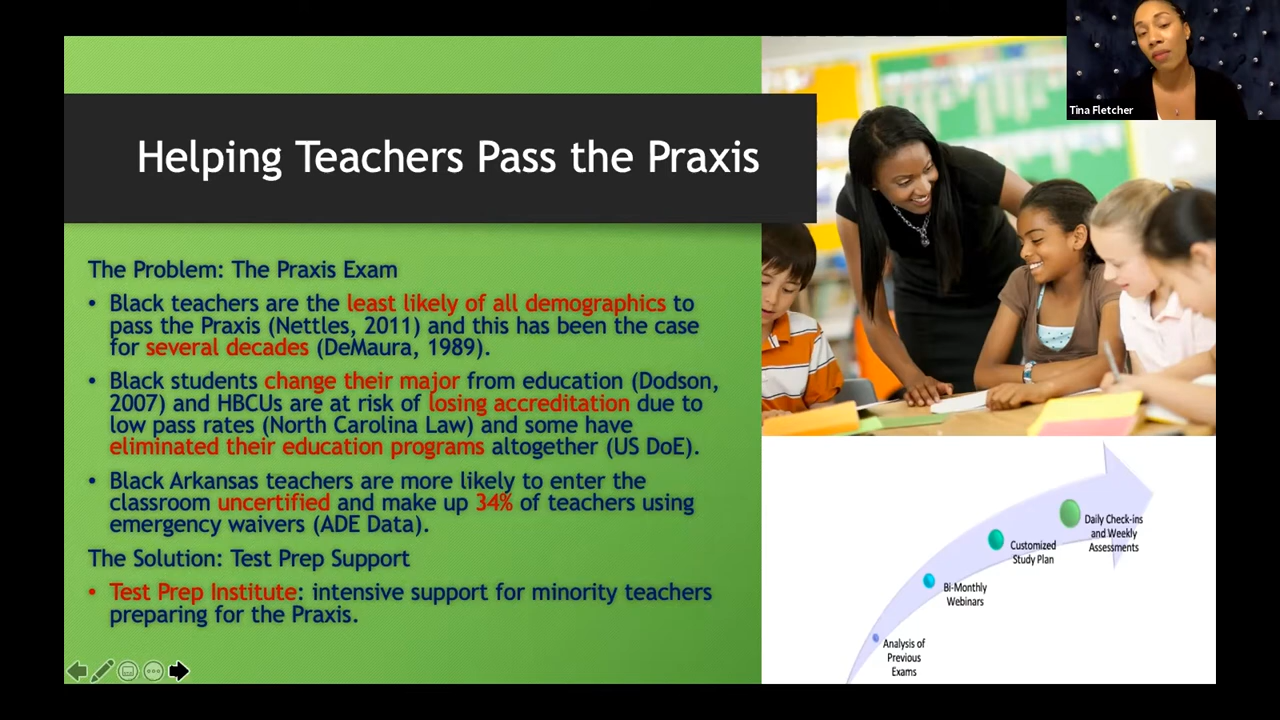 Tina Fletcher
Helping Teachers Pass the Praxis
The Problem: The Praxis Exam
• Black teachers are the least likely of all demographics to
pass the Praxis (Nettles, 2011) and this has been the case
for several decades (DeMaura, 1989).
• Black students change their major from education (Dodson,
2007) and HBCUs are at risk of losing accreditation due to
low pass rates (North Carolina Law) and some have
eliminated their education programs altogether (US DoE).
• Black Arkansas teachers are more likely to enter the
classroom uncertified and make up 34% of teachers using
emergency waivers (ADE Data).
The Solution: Test Prep Support
• Test Prep Institute: intensive support for minority teachers
preparing for the Praxis.
Analysis of
Previous
Exams
Bi-Monthly
Webinars
Customized
Study Plan
Daily Check-ins
and Weekly
Assessments